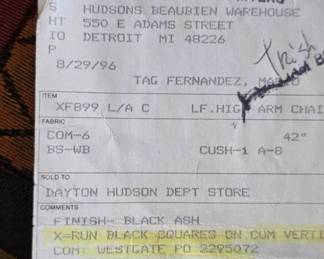 S HUDSONS BEAUBIEN WAREHOUSE
HT 550 E ADAMS STREET
IO DETROIT MI 48226
P
8/29/96
Trish
TAG FERNANDEZ,
ITEM
XF899 L/A C LF.HIG ARM CHAI
FABRIC
COM-6 42"
BS-WB CUSH-1 A-8
SOLD TO
DAYTON HUDSON DEPT STORE
COMMENTS
FINISH- BLACK ASH
X=RUN BLACK SQUARES ON COM VERTI
COM: WESTGATE PO 2295072